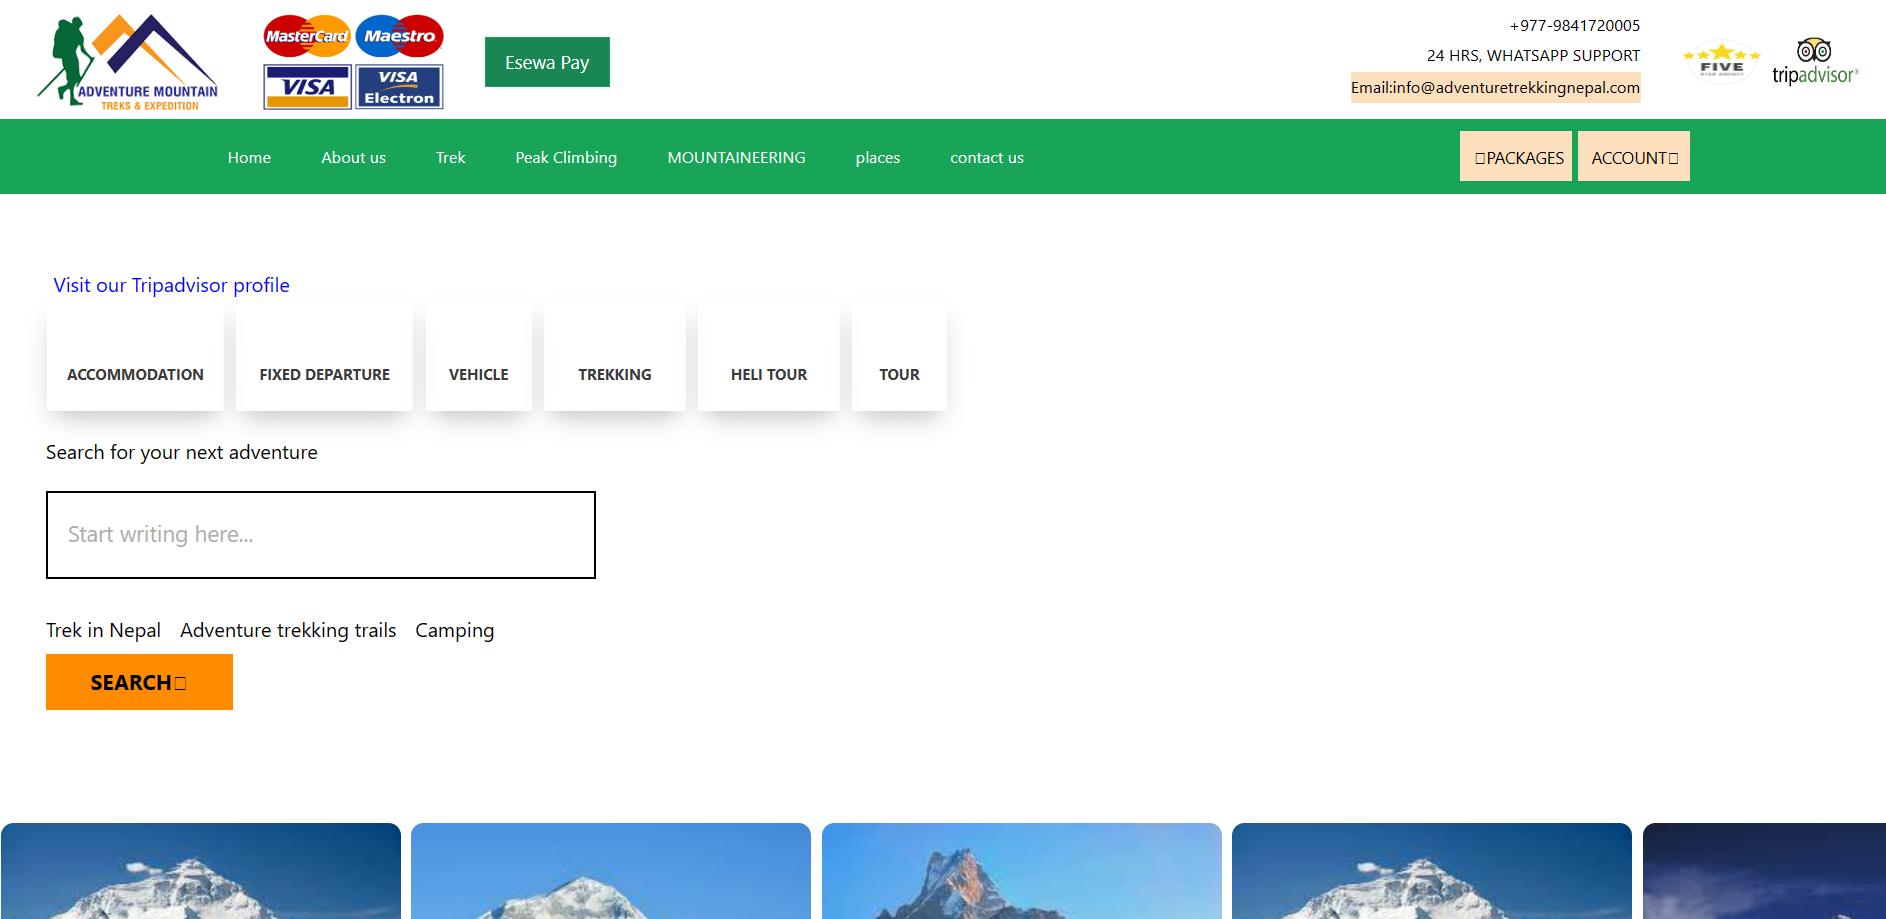 ADVENTURE MOUNTAIN
TREKS & EXPEDITION
MasterCard Maestro
VISA VISA Electron
Esewa Pay
+977-9841720005
24 HRS, WHATSAPP SUPPORT
Email:info@adventuretrekkingnepal.com
FIVE
STAR AGENCY
tripadvisor®
Home About us Trek Peak Climbing MOUNTAINEERING places contact us
PACKAGES ACCOUNT
Visit our Tripadvisor profile
ACCOMMODATION FIXED DEPARTURE VEHICLE TREKKING HELI TOUR TOUR
Search for your next adventure
Start writing here...
Trek in Nepal Adventure trekking trails Camping
SEARCH